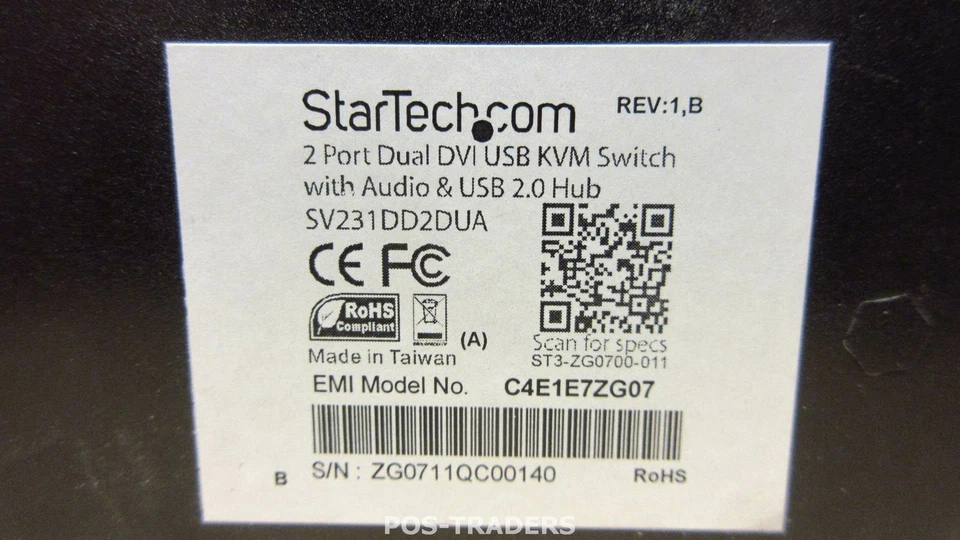 StarTech.com REV:1,B
2 Port Dual DVI USB KVM Switch
with Audio & USB 2.0 Hub
SV231DD2DUA
CE FC
RoHS
Compliant
(A)
Scan for specs
Made in Taiwan
ST3-ZG0700-011
EMI Model No. C4E1E7ZG07
B S/N : ZG0711QC00140 RoHS
POS-TRADERS